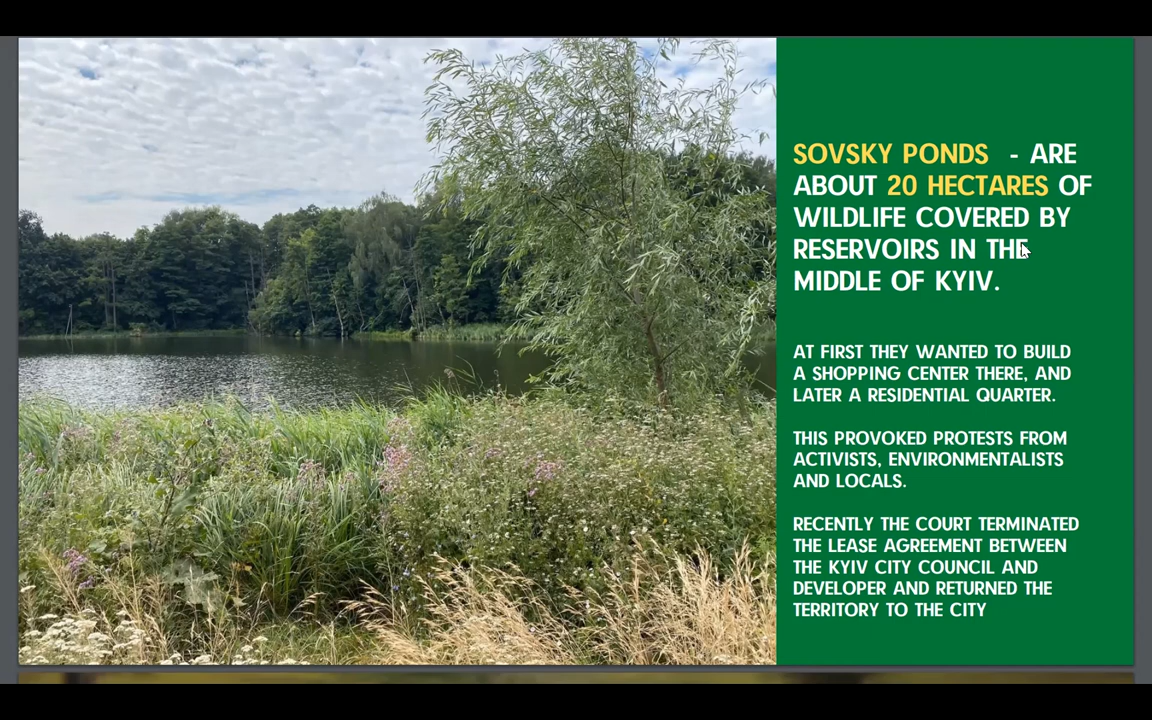 SOVSKY PONDS - ARE
ABOUT 20 HECTARES OF
WILDLIFE COVERED BY
RESERVOIRS IN THE
MIDDLE OF KYIV.
AT FIRST THEY WANTED TO BUILD
A SHOPPING CENTER THERE, AND
LATER A RESIDENTIAL QUARTER.
THIS PROVOKED PROTESTS FROM
ACTIVISTS, ENVIRONMENTALISTS
AND LOCALS.
RECENTLY THE COURT TERMINATED
THE LEASE AGREEMENT BETWEEN
THE KYIV CITY COUNCIL AND
DEVELOPER AND RETURNED THE
TERRITORY TO THE CITY